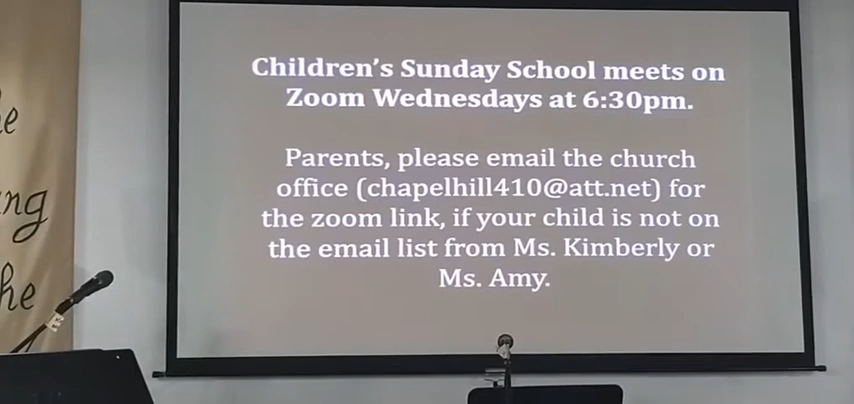 Children's Sunday School meets on
Zoom Wednesdays at 6:30pm.
Parents, please email the church
office (chapelhill410@att.net) for
the zoom link, if your child is not on
the email list from Ms. Kimberly or
Ms. Amy.